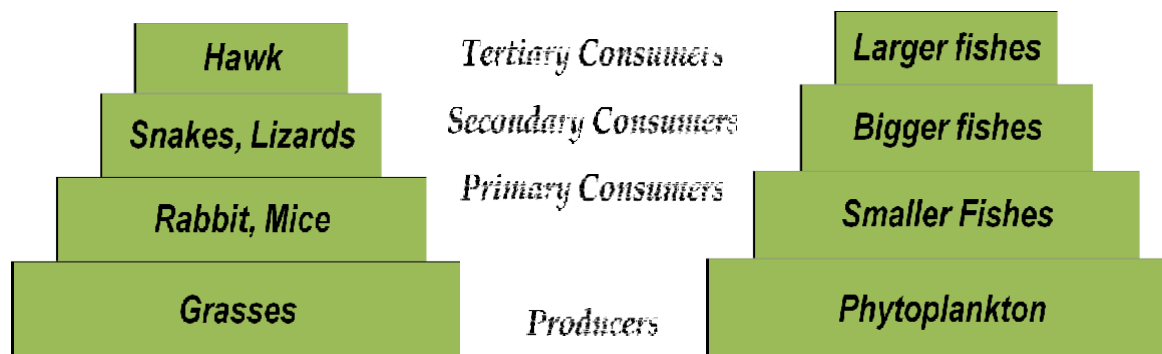 Hawk
Snakes, Lizards
Rabbit, Mice
Grasses
Tertiary Consumers
Secondary Consumers
Primary Consumers
Producers
Larger fishes
Bigger fishes
Smaller Fishes
Phytoplankton